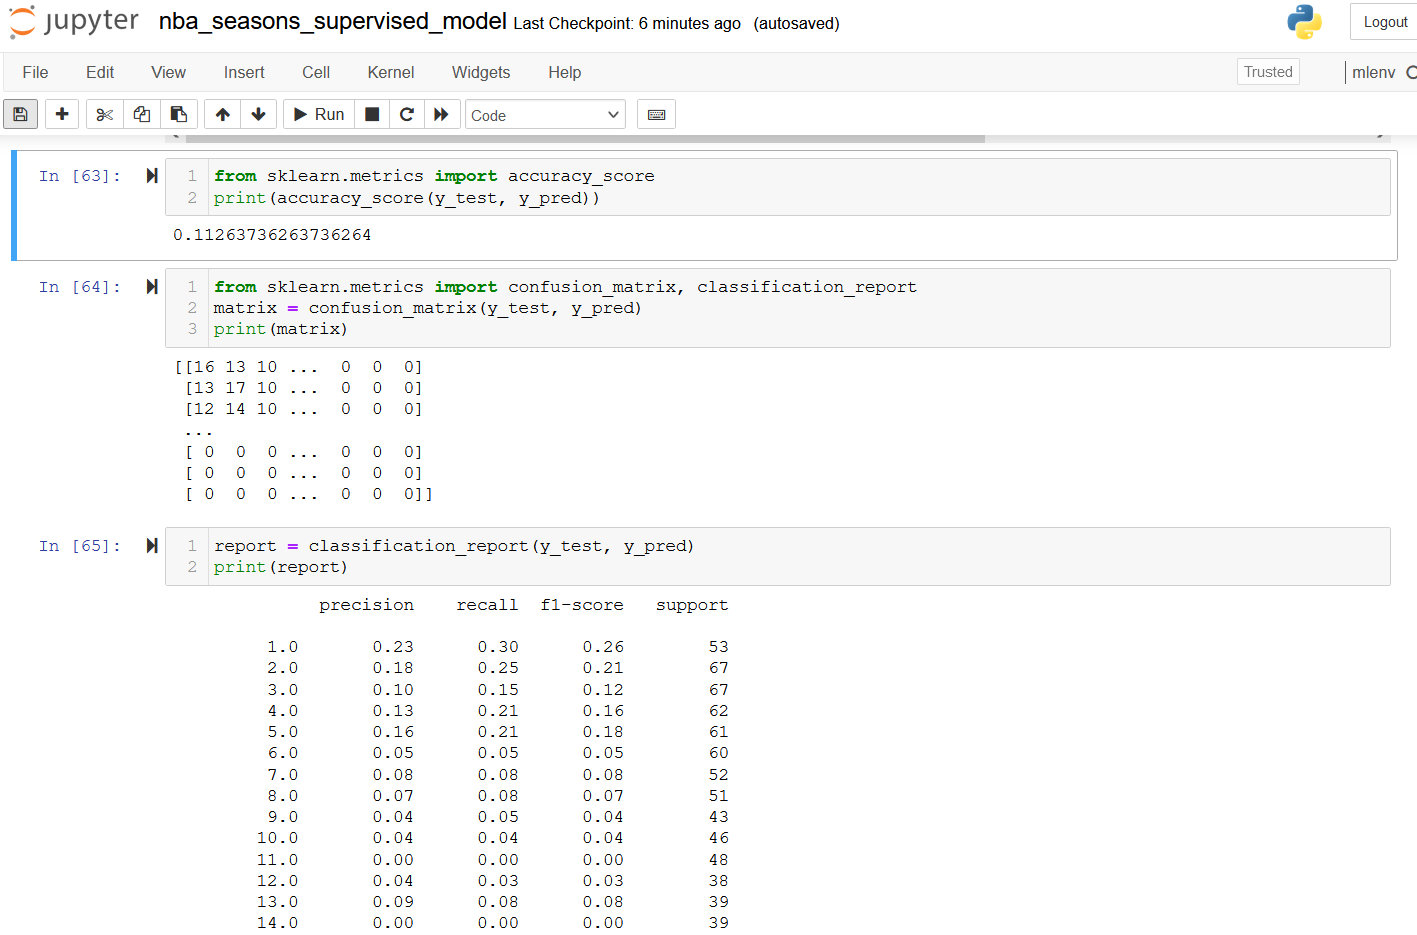 jupyter nba_seasons_supervised_model Last Checkpoint: 6 minutes ago (autosaved) Logout
File Edit View Insert Cell Kernel Widgets Help Trusted mlenv
Run Code
In [63]: 1 from sklearn.metrics import accuracy_score
2 print(accuracy_score(y_test, y_pred))
0.11263736263736264
In [64]: 1 from sklearn.metrics import confusion_matrix, classification_report
2 matrix = confusion_matrix(y_test, y_pred)
3 print(matrix)
[[16 13 10 ... 0 0 0]
[13 17 10 ... 0 0 0]
[12 14 10 ... 0 0 0]
...
[ 0 0 0 ... 0 0 0]
[ 0 0 0 ... 0 0 0]
[ 0 0 0 ... 0 0 0]]
In [65]: 1 report = classification_report(y_test, y_pred)
2 print(report)
precision recall f1-score support
1.0 0.23 0.30 0.26 53
2.0 0.18 0.25 0.21 67
3.0 0.10 0.15 0.12 67
4.0 0.13 0.21 0.16 62
5.0 0.16 0.21 0.18 61
6.0 0.05 0.05 0.05 60
7.0 0.08 0.08 0.08 52
8.0 0.07 0.08 0.07 51
9.0 0.04 0.05 0.04 43
10.0 0.04 0.04 0.04 46
11.0 0.00 0.00 0.00 48
12.0 0.04 0.03 0.03 38
13.0 0.09 0.08 0.08 39
14.0 0.00 0.00 0.00 39